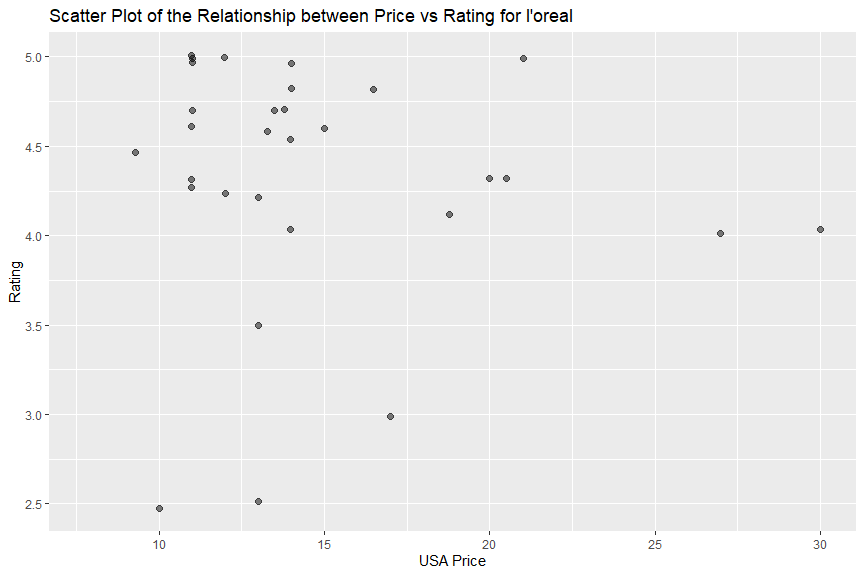 Scatter Plot of the Relationship between Price vs Rating for l'oreal
5.0
4.5
4.0
3.5
3.0
2.5
Rating
10 15 20 25 30
USA Price